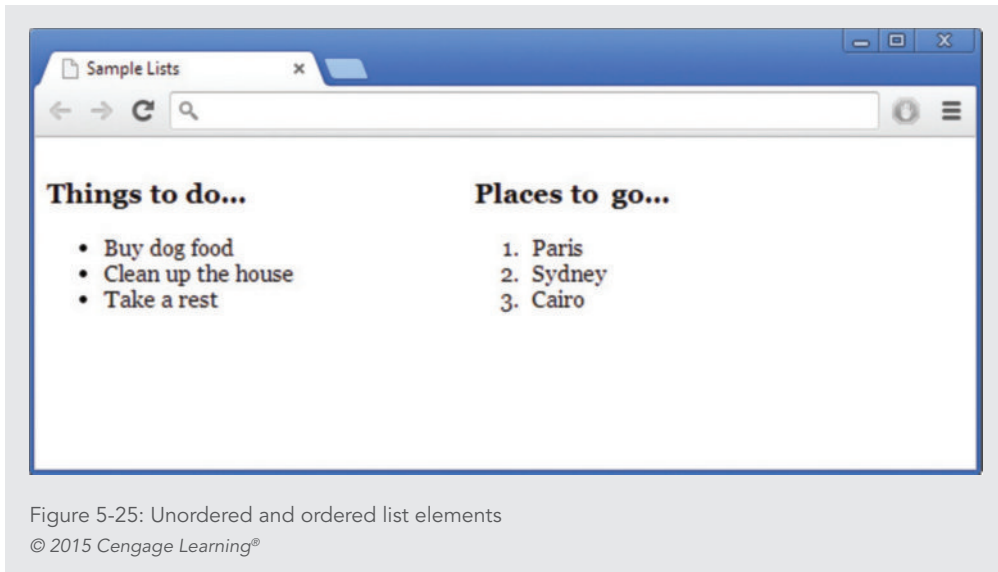 Sample Lists
Things to do...
• Buy dog food
• Clean up the house
• Take a rest
Places to go...
1. Paris
2. Sydney
3. Cairo
Figure 5-25: Unordered and ordered list elements
© 2015 Cengage Learning®